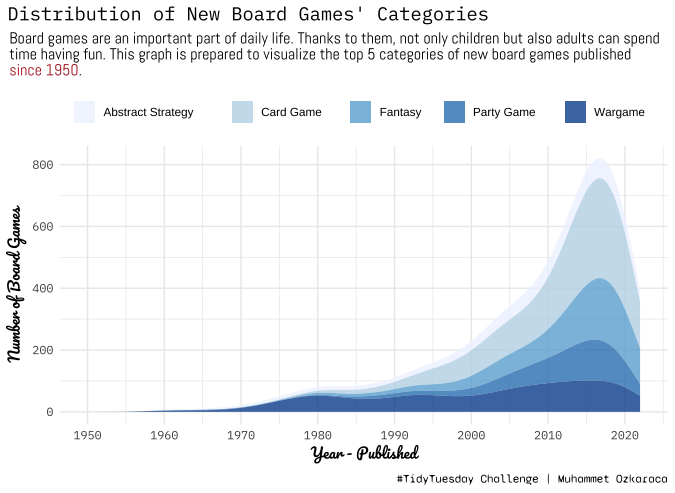 Distribution of New Board Games' Categories
Board games are an important part of daily life. Thanks to them, not only children but also adults can spend
time having fun. This graph is prepared to visualize the top 5 categories of new board games published
since 1950.
Abstract Strategy Card Game Fantasy Party Game Wargame
Number of Board Games
800
600
400
200
0
1950 1960 1970 1980 1990 2000 2010 2020
Year - Published
#TidyTuesday Challenge | Muhammet Ozkaraca